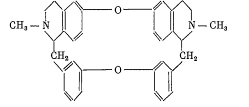 O
CH₃—N N—CH₃
CH₂ CH₂
O